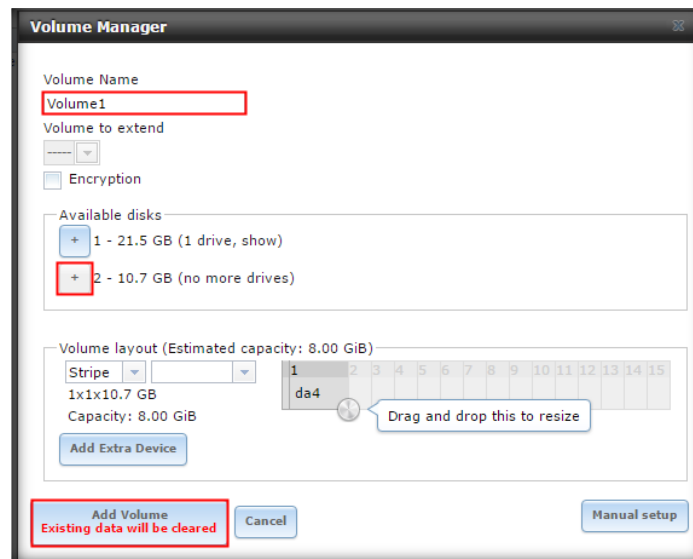 Volume Manager
Volume Name
Volume1
Volume to extend
-----
Encryption
Available disks
+ 1 - 21.5 GB (1 drive, show)
+ 2 - 10.7 GB (no more drives)
Volume layout (Estimated capacity: 8.00 GiB)
Stripe
1 2 3 4 5 6 7 8 9 10 11 12 13 14 15
1x1x10.7 GB
da4
Capacity: 8.00 GiB
Drag and drop this to resize
Add Extra Device
Add Volume
Existing data will be cleared
Cancel
Manual setup